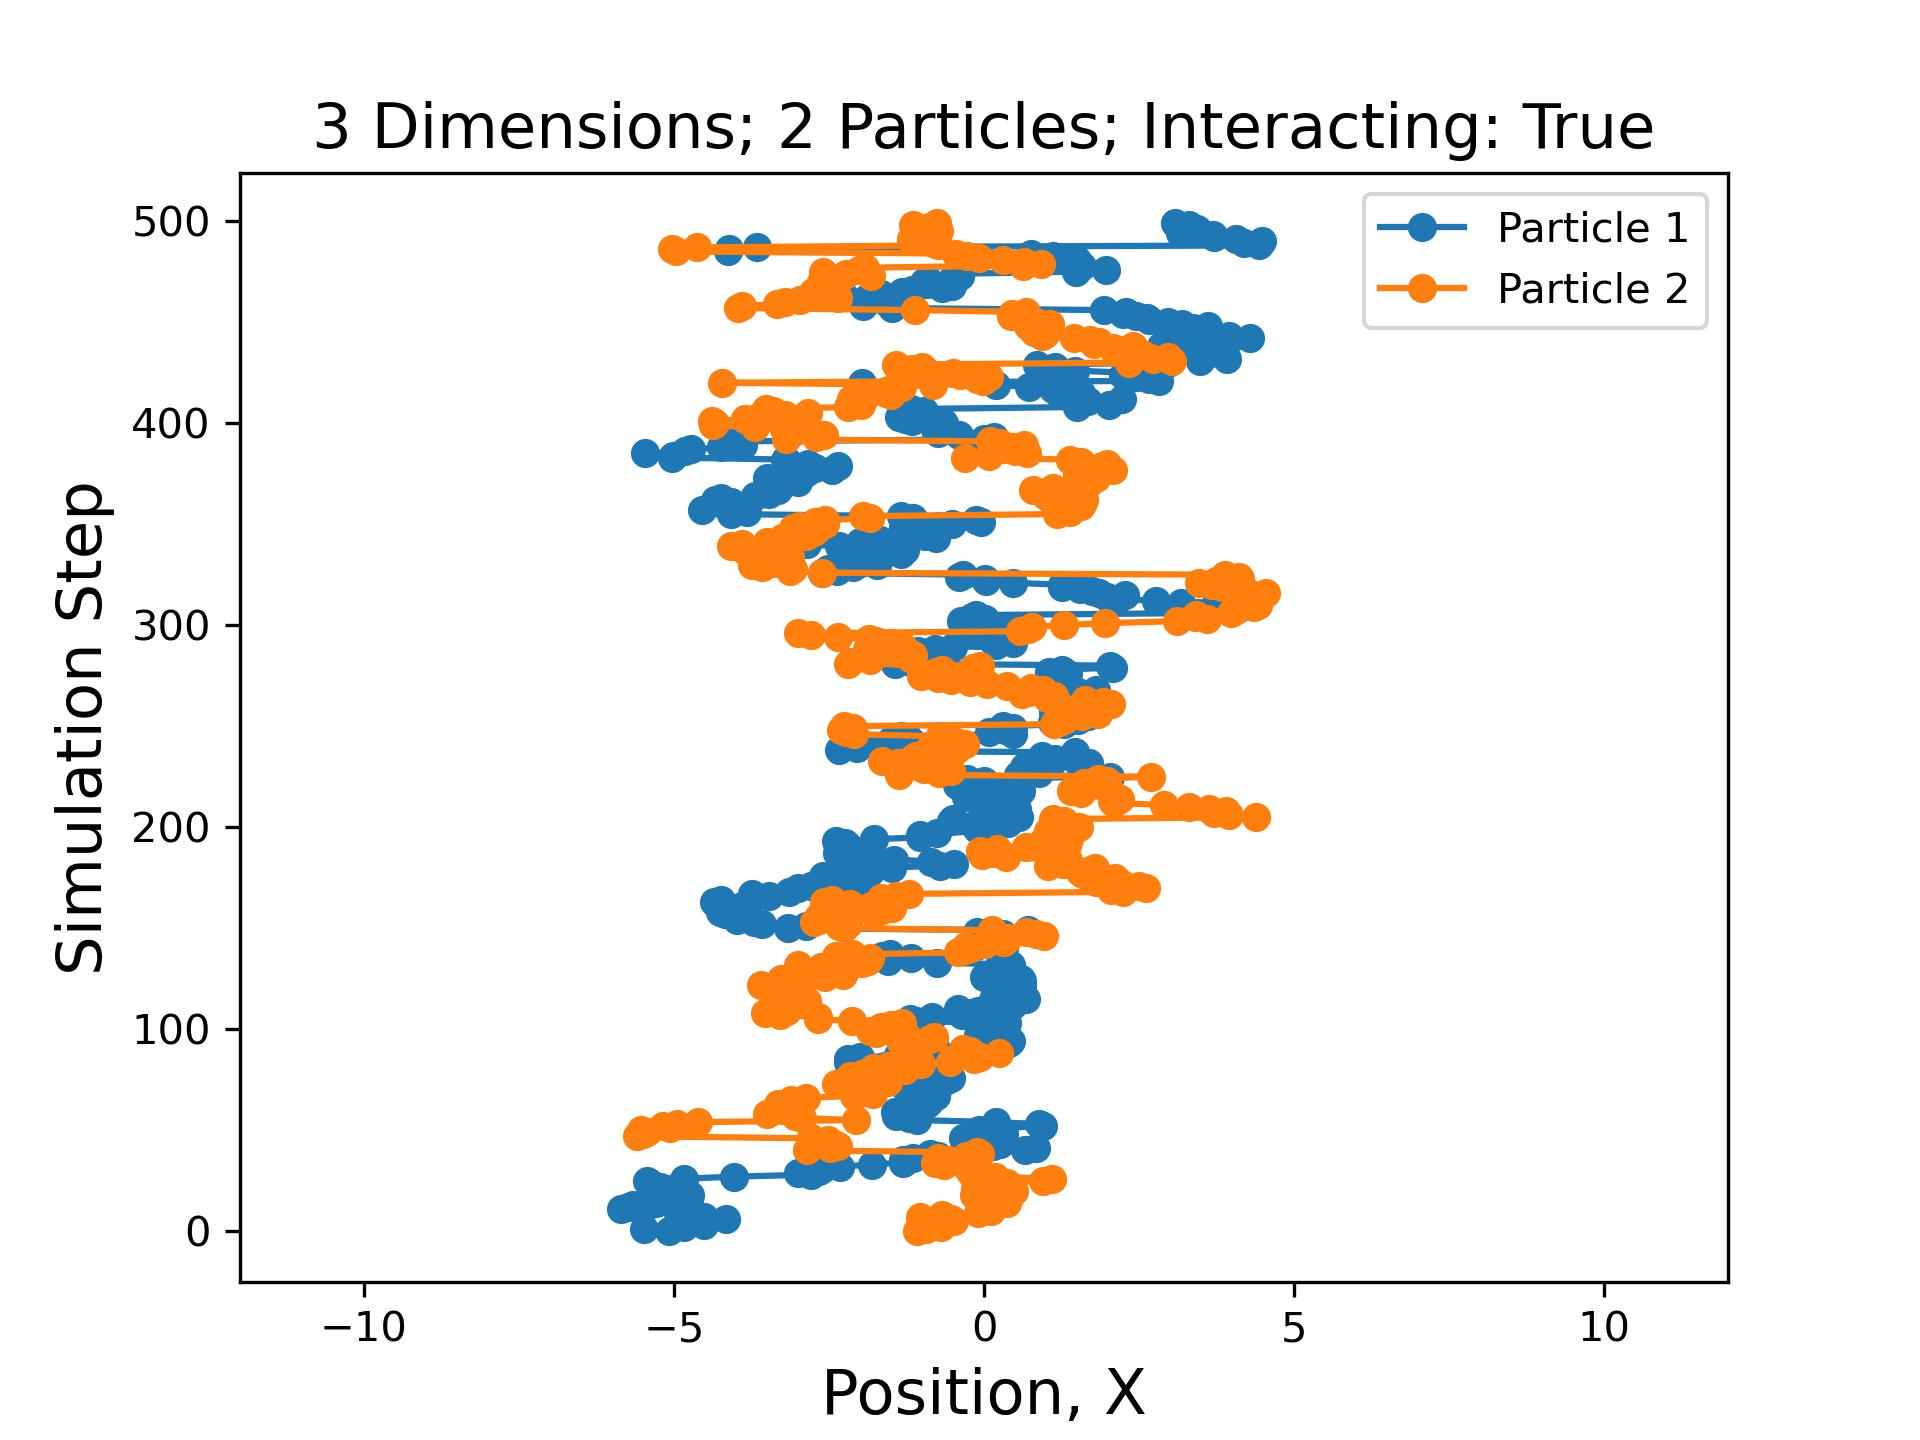 3 Dimensions; 2 Particles; Interacting: True
Particle 1
Particle 2
500
400
300
200
100
0
Simulation Step
−10
−5
0
5
10
Position, X